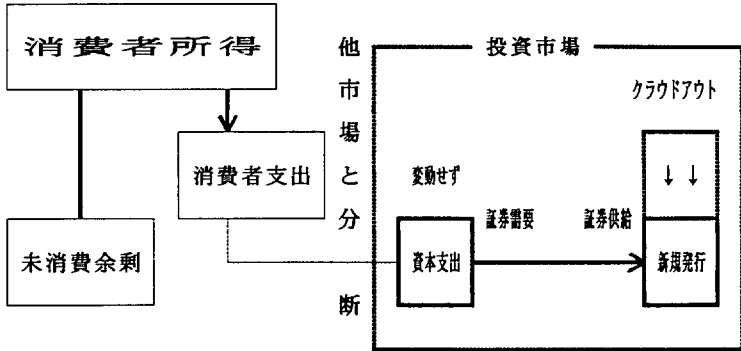 消費者所得
他市場と分断
投資市場
クラウドアウト
消費者支出
変動せず
↓ ↓
未消費余剰
証券需要
証券供給
資本支出
新規発行